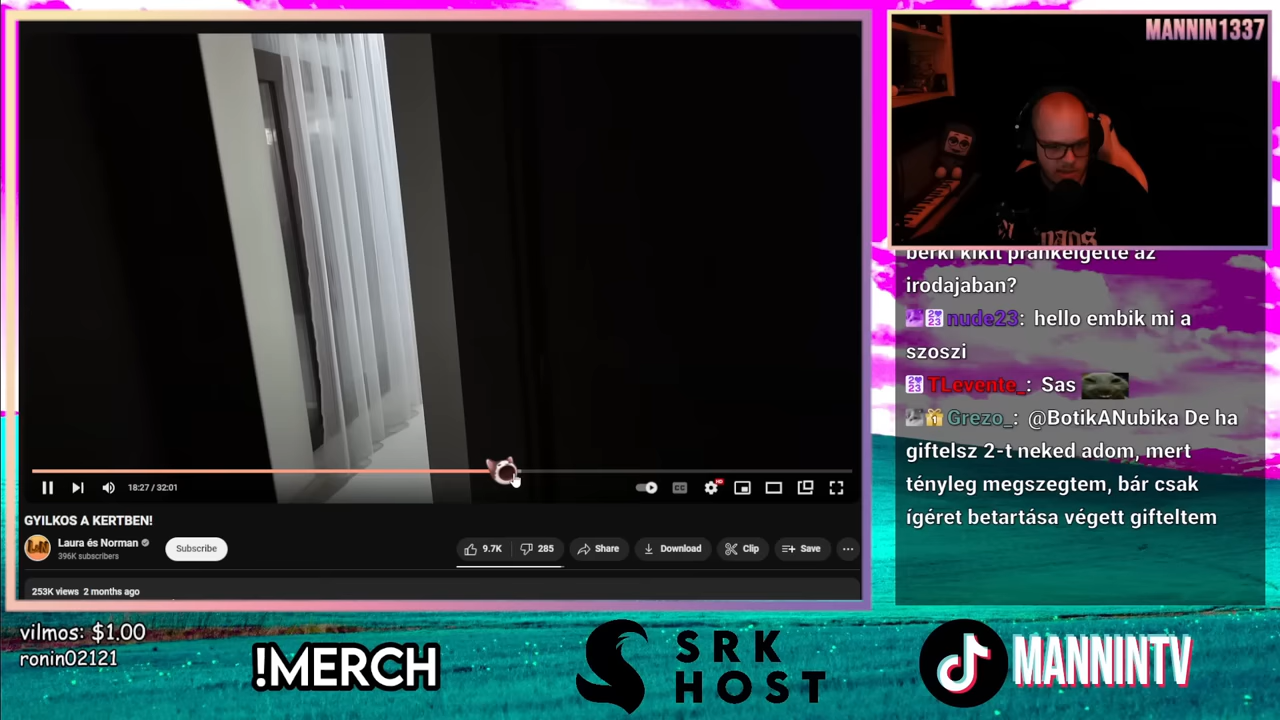 MANNIN1337
berki kikit prankelgette az
irodajaban?
nude23: hello embik mi a
szoszi
TLevente_: Sas
Grezo_: @BotikANubika De ha
giftelsz 2-t neked adom, mert
tényleg megszegtem, bár csak
ígéret betartása végett gifteltem
18:27 / 32:01
GYILKOS A KERTBEN!
Laura és Norman
396K subscribers
Subscribe
9.7K
285
Share
Download
Clip
Save
253K views 2 months ago
vilmos: $1.00
ronin02121
!MERCH
SRK
HOST
MANNINTV